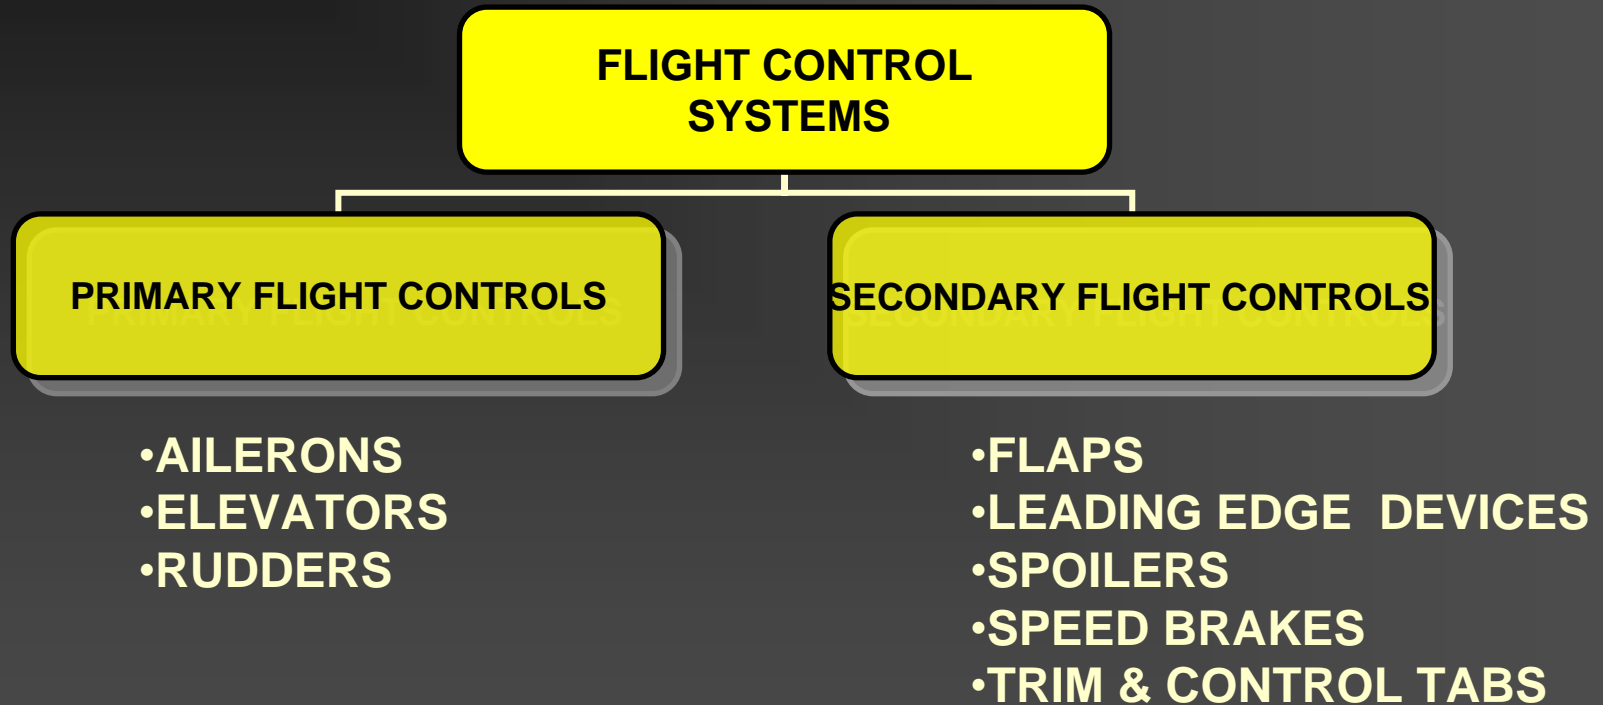 FLIGHT CONTROL
SYSTEMS
PRIMARY FLIGHT CONTROLS
SECONDARY FLIGHT CONTROLS
•AILERONS
•ELEVATORS
•RUDDERS
•FLAPS
•LEADING EDGE  DEVICES
•SPOILERS
•SPEED BRAKES
•TRIM & CONTROL TABS